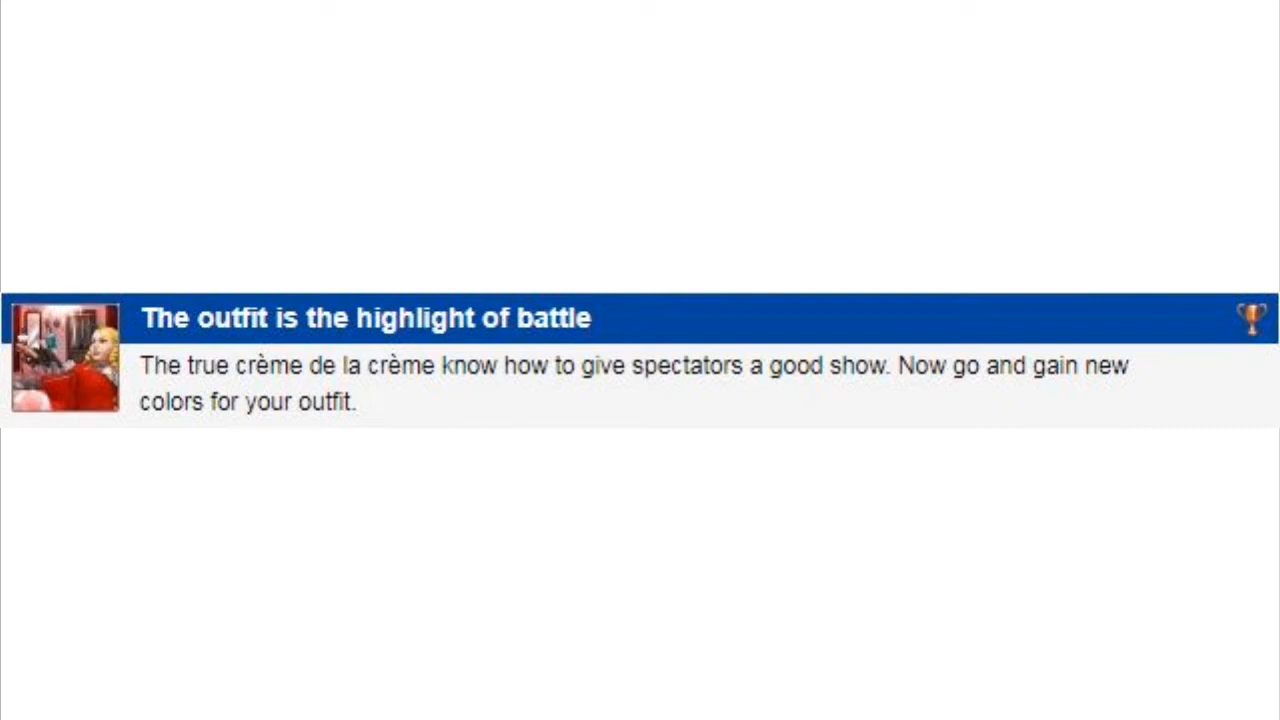 The outfit is the highlight of battle
The true crème de la crème know how to give spectators a good show. Now go and gain new
colors for your outfit.